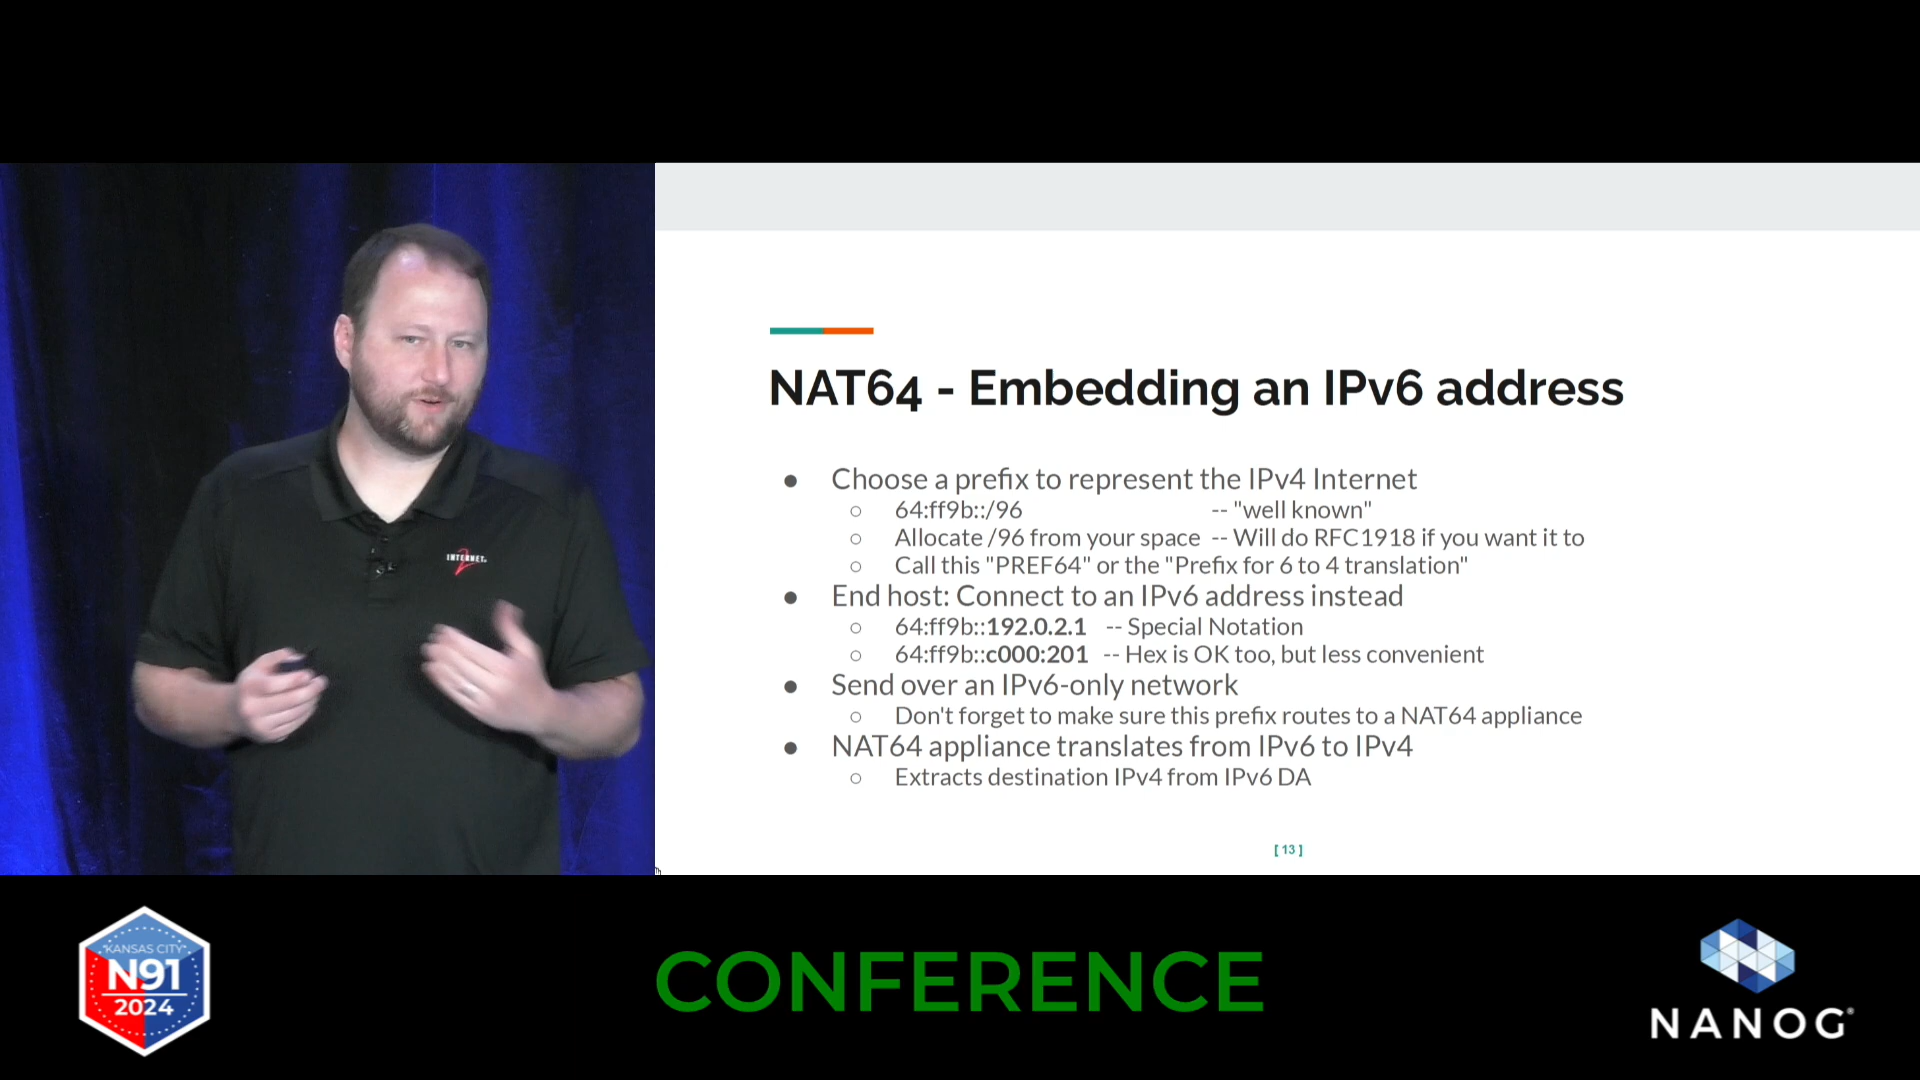 INTERNET
2
NAT64 - Embedding an IPv6 address
● Choose a prefix to represent the IPv4 Internet
○ 64:ff9b::/96 -- "well known"
○ Allocate /96 from your space -- Will do RFC1918 if you want it to
○ Call this "PREF64" or the "Prefix for 6 to 4 translation"
● End host: Connect to an IPv6 address instead
○ 64:ff9b::192.0.2.1 -- Special Notation
○ 64:ff9b::c000:201 -- Hex is OK too, but less convenient
● Send over an IPv6-only network
○ Don't forget to make sure this prefix routes to a NAT64 appliance
● NAT64 appliance translates from IPv6 to IPv4
○ Extracts destination IPv4 from IPv6 DA
[ 13 ]
KANSAS CITY
N91
2024
CONFERENCE
NANOG®